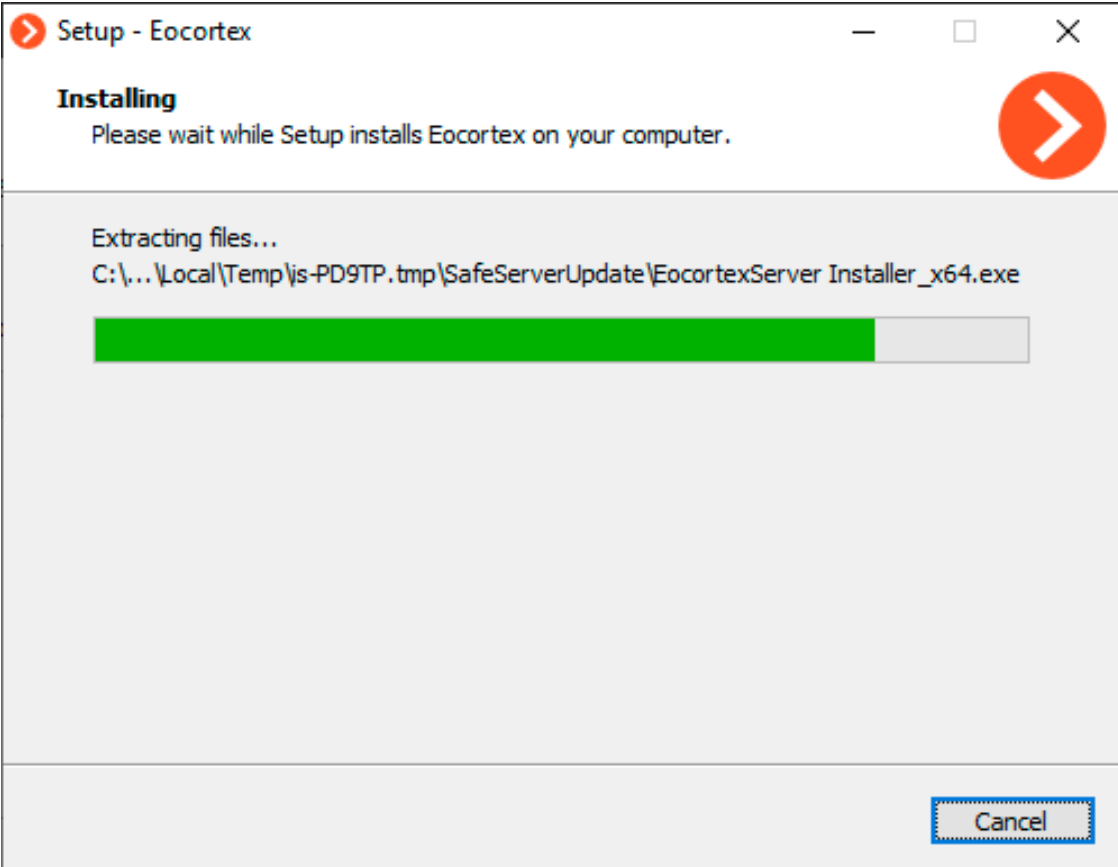 Setup - Eocortex
Installing
Please wait while Setup installs Eocortex on your computer.
Extracting files...
C:\...\Local\Temp\is-PD9TP.tmp\SafeServerUpdate\EocortexServer Installer_x64.exe
Cancel